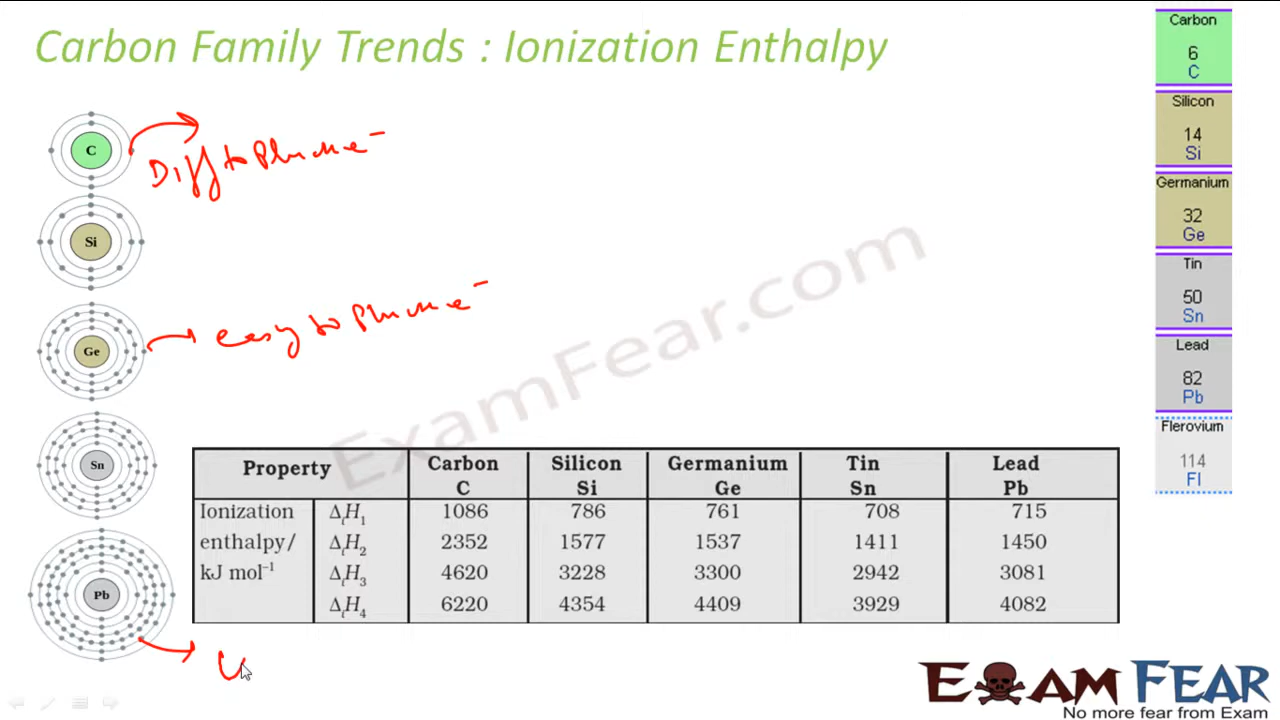 Carbon Family Trends : Ionization Enthalpy
Carbon
6
C
Silicon
14
Si
Germanium
32
Ge
Tin
50
Sn
Lead
82
Pb
Flerovium
114
Fl
C
Diff to Pluck e⁻
Si
Ge
easy to Pluck e⁻
Sn
Pb
ExamFear.com
Property Carbon Silicon Germanium Tin Lead
C Si Ge Sn Pb
Ionization ΔᵢH₁ 1086 786 761 708 715
enthalpy/ ΔᵢH₂ 2352 1577 1537 1411 1450
kJ mol⁻¹ ΔᵢH₃ 4620 3228 3300 2942 3081
ΔᵢH₄ 6220 4354 4409 3929 4082
EXAM FEAR
No more fear from Exam